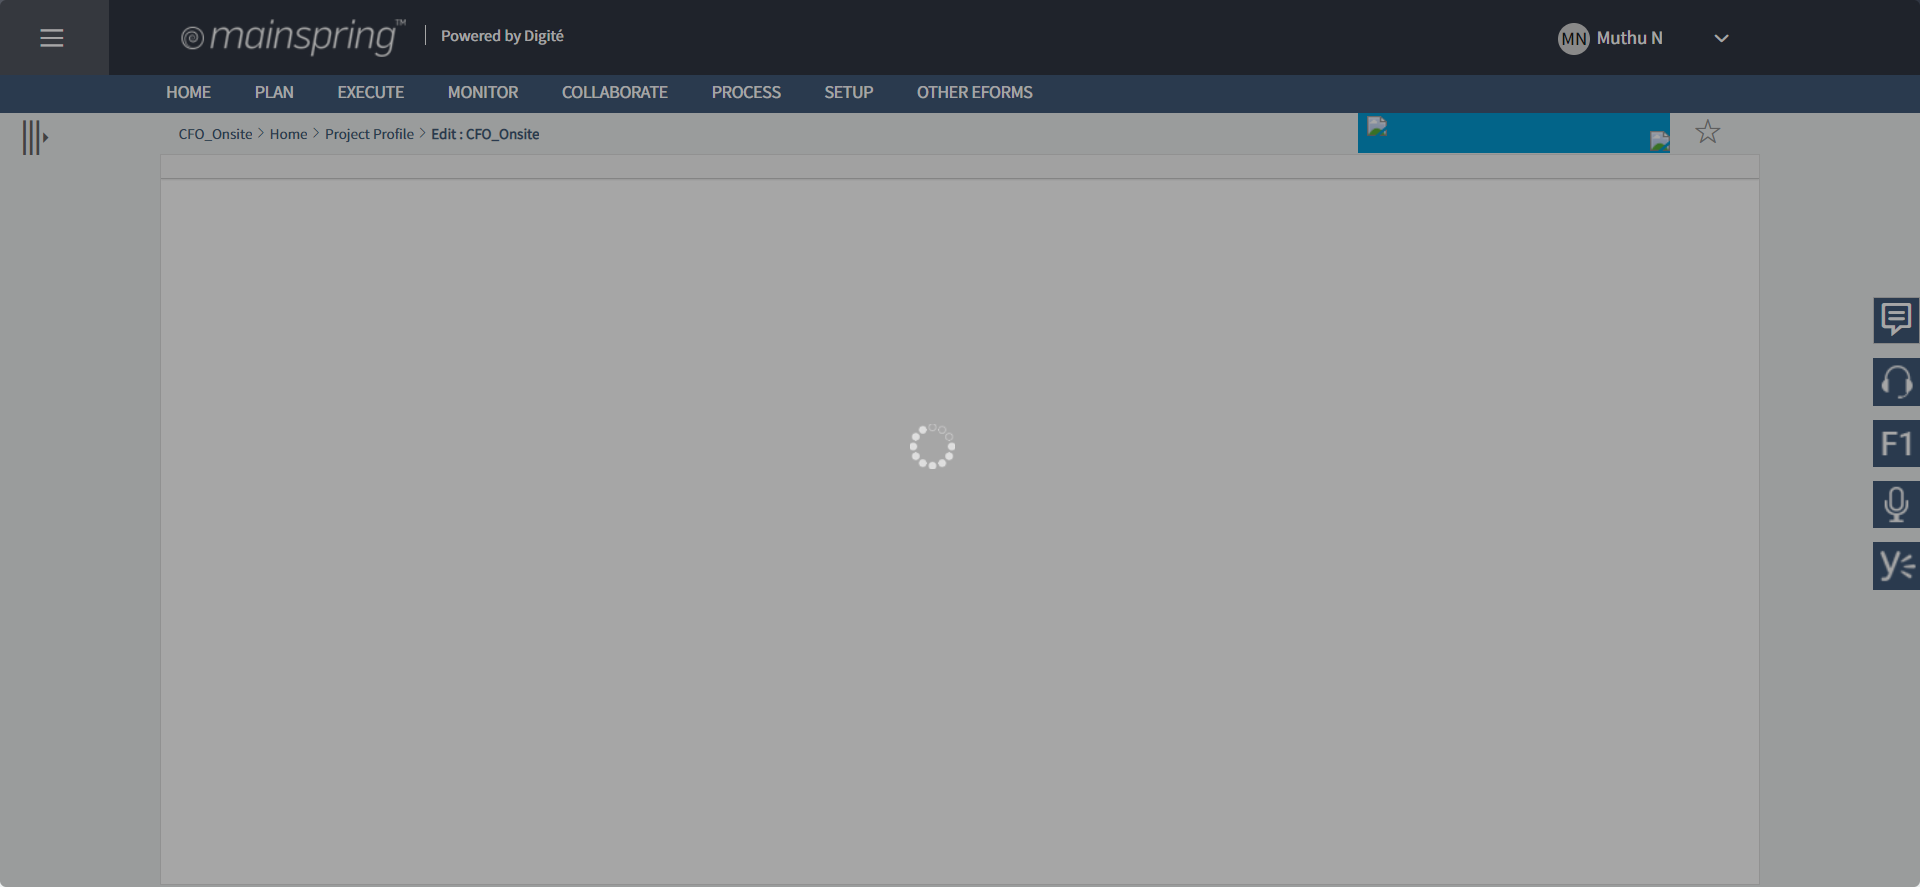 mainspring™
Powered by Digité
MN Muthu N
HOME PLAN EXECUTE MONITOR COLLABORATE PROCESS SETUP OTHER EFORMS
CFO_Onsite > Home > Project Profile > Edit : CFO_Onsite
F1
y